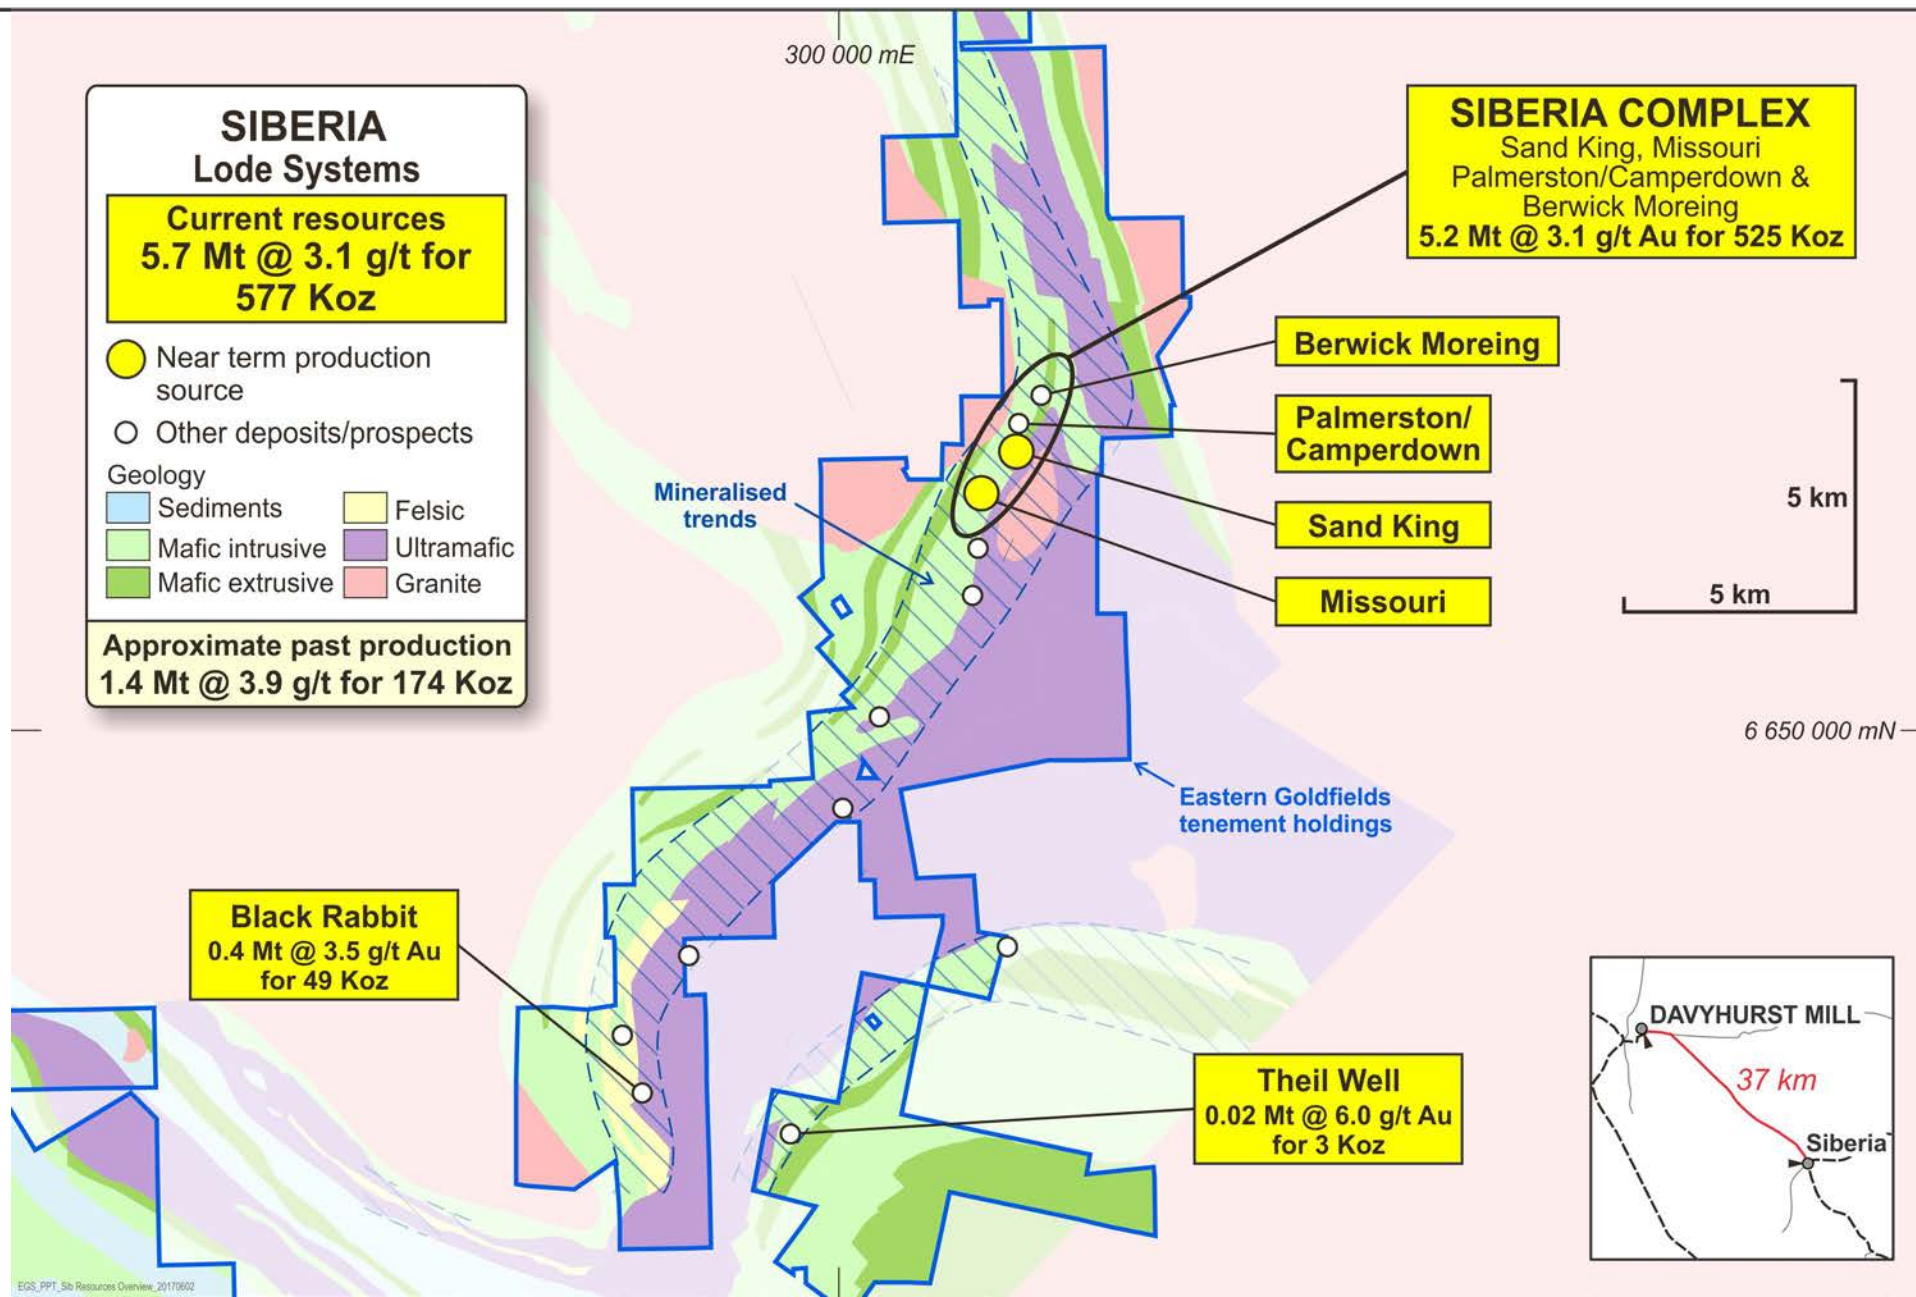 300 000 mE
SIBERIA
Lode Systems
Current resources
5.7 Mt @ 3.1 g/t for
577 Koz
Near term production
source
Other deposits/prospects
Geology
Sediments
Felsic
Mafic intrusive
Ultramafic
Mafic extrusive
Granite
Approximate past production
1.4 Mt @ 3.9 g/t for 174 Koz
SIBERIA COMPLEX
Sand King, Missouri
Palmerston/Camperdown &
Berwick Moreing
5.2 Mt @ 3.1 g/t Au for 525 Koz
Berwick Moreing
Palmerston/
Camperdown
Sand King
Missouri
Mineralised
trends
5 km
5 km
6 650 000 mN
Eastern Goldfields
tenement holdings
Black Rabbit
0.4 Mt @ 3.5 g/t Au
for 49 Koz
Theil Well
0.02 Mt @ 6.0 g/t Au
for 3 Koz
DAVYHURST MILL
37 km
Siberia
EGS_PPT_Sib Resources Overview_20170602